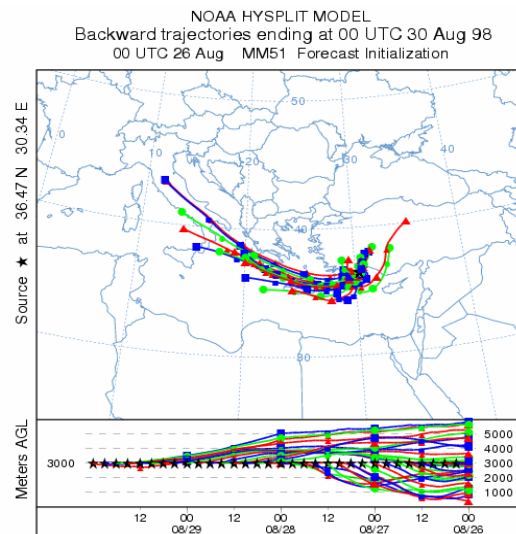 NOAA HYSPLIT MODEL
Backward trajectories ending at 00 UTC 30 Aug 98
00 UTC 26 Aug MM51 Forecast Initialization
Source ★ at 36.47 N 30.34 E
50
0
10
20
30
40
40
30
Meters AGL
3000
5000
4000
3000
2000
1000
12 00 12 00 12 00 12 00
08/29 08/28 08/27 08/26